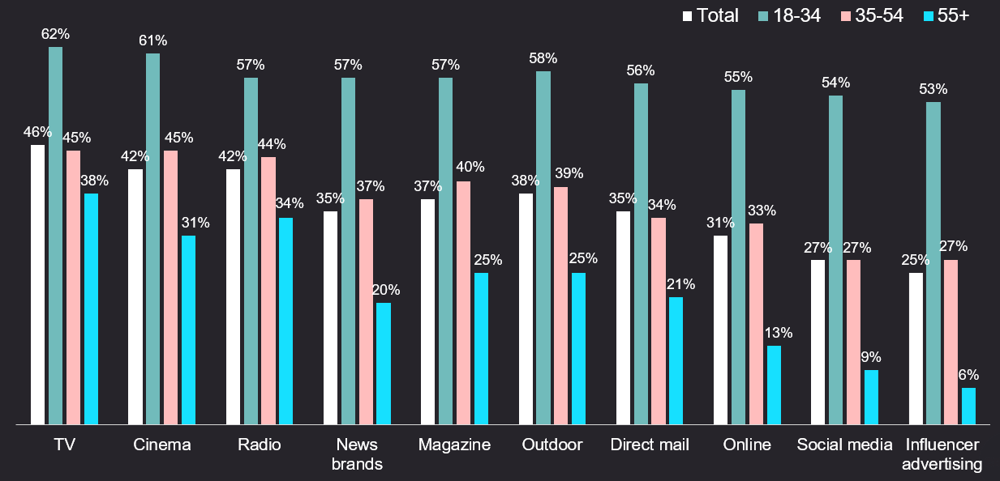 Total 18-34 35-54 55+
62% 61% 57% 57% 57% 58% 56% 55% 54% 53%
46% 45% 42% 45% 42% 44% 35% 37% 37% 40% 38% 39% 35% 34% 31% 33% 27% 27% 25% 27%
38% 31% 34% 20% 25% 25% 21% 13% 9% 6%
TV Cinema Radio News Magazine Outdoor Direct mail Online Social media Influencer
brands advertising